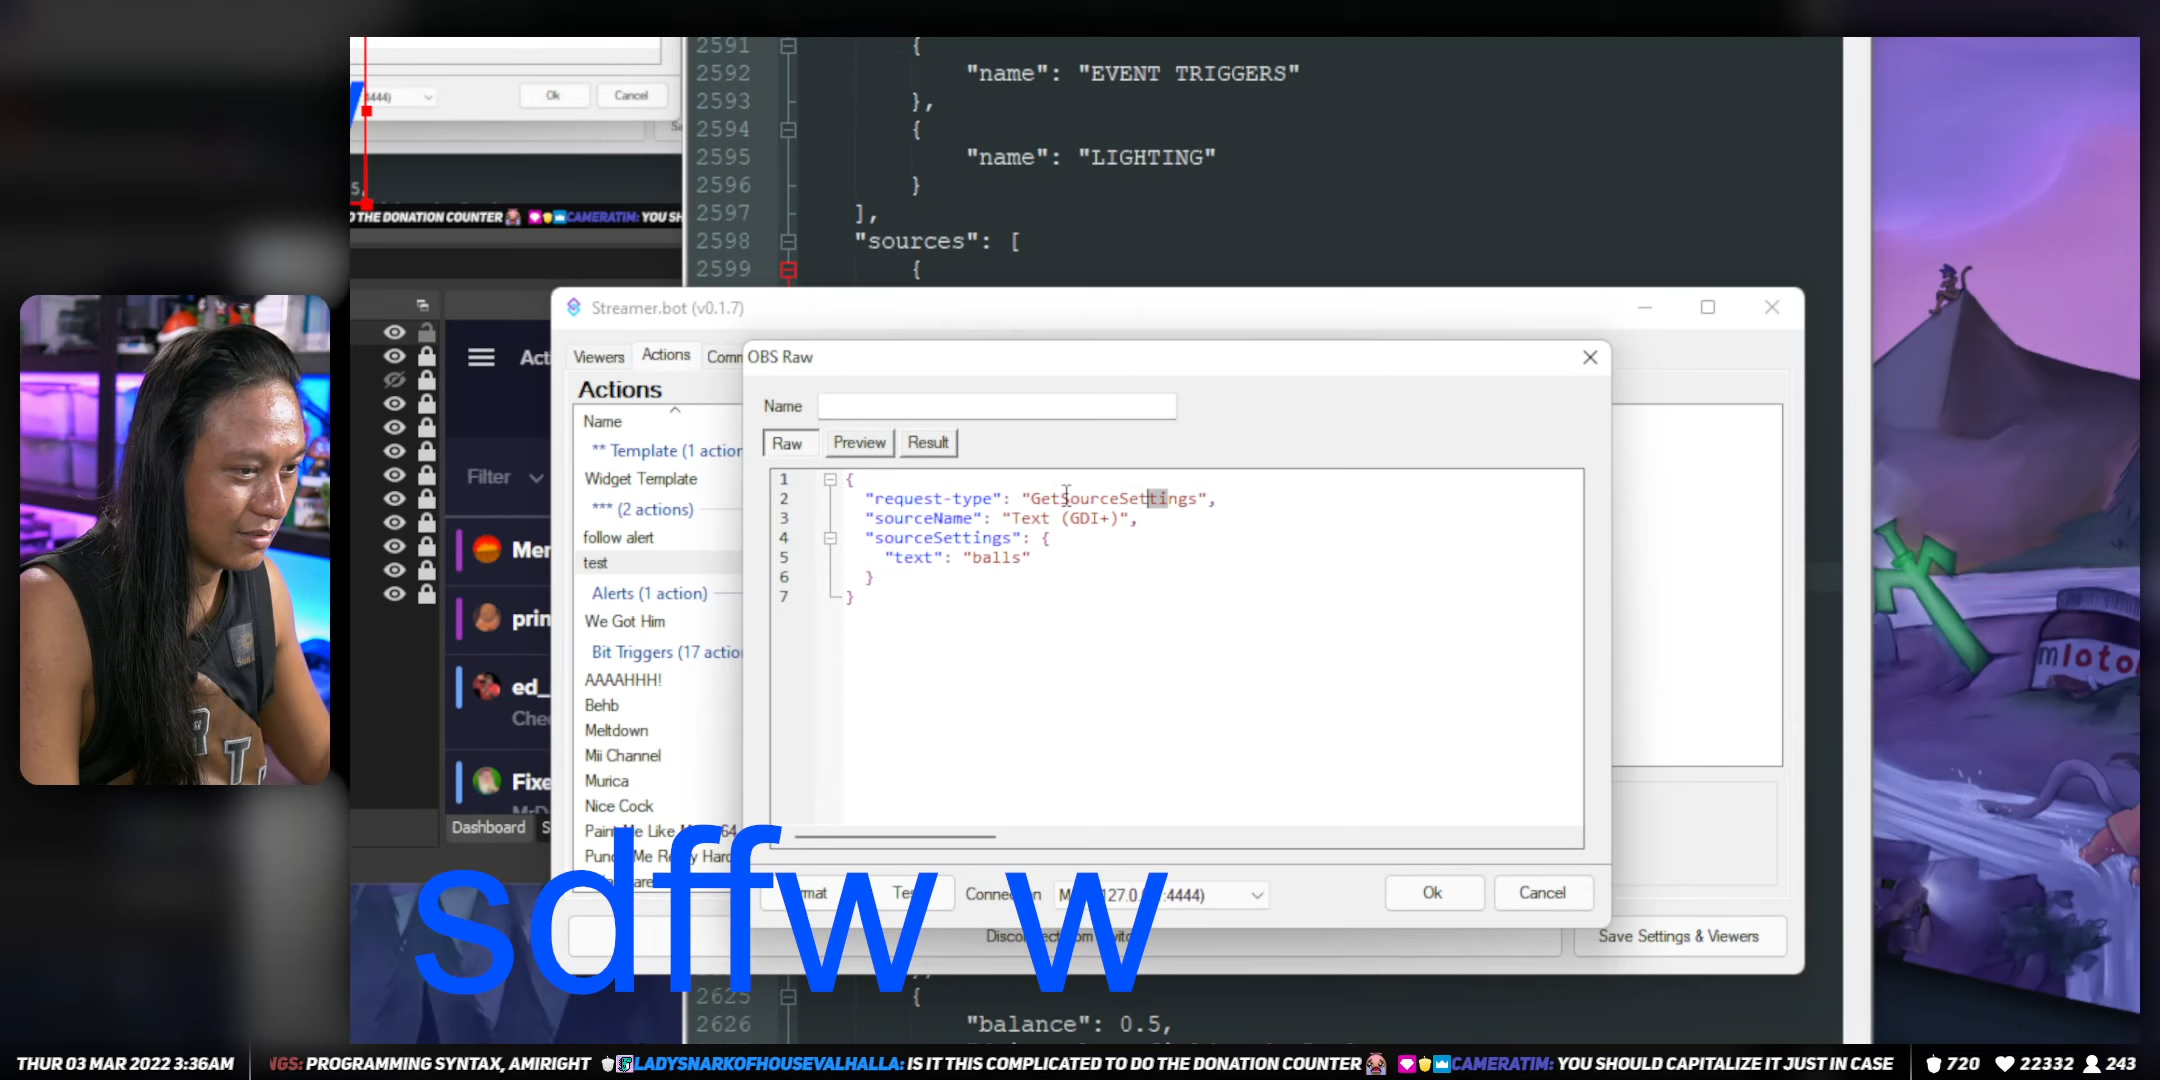 2591 {
2592 "name": "EVENT TRIGGERS"
2593 },
2594 {
2595 "name": "LIGHTING"
2596 }
2597 ],
2598 "sources": [
2599 {
4444)
Ok
Cancel
O THE DONATION COUNTER CAMERATIM: YOU SH
Streamer.bot (v0.1.7)
Viewers
Actions
Comm
OBS Raw
Actions
Name
** Template (1 action
Widget Template
*** (2 actions)
follow alert
test
Alerts (1 action)
We Got Him
Bit Triggers (17 actio
AAAAHHH!
Behb
Meltdown
Mii Channel
Murica
Nice Cock
Name
Raw
Preview
Result
1 {
2 "request-type": "GetSourceSettings",
3 "sourceName": "Text (GDI+)",
4 "sourceSettings": {
5 "text": "balls"
6 }
7 }
Ok
Cancel
Save Settings & Viewers
Filter
Dashboard
sdffw w
2625 {
2626 "balance": 0.5,
mloto
THUR 03 MAR 2022 3:36AM
NGS: PROGRAMMING SYNTAX, AMIRIGHT LADYSNARKOFHOUSEVALHALLA: IS IT THIS COMPLICATED TO DO THE DONATION COUNTER CAMERATIM: YOU SHOULD CAPITALIZE IT JUST IN CASE
720 22332 243